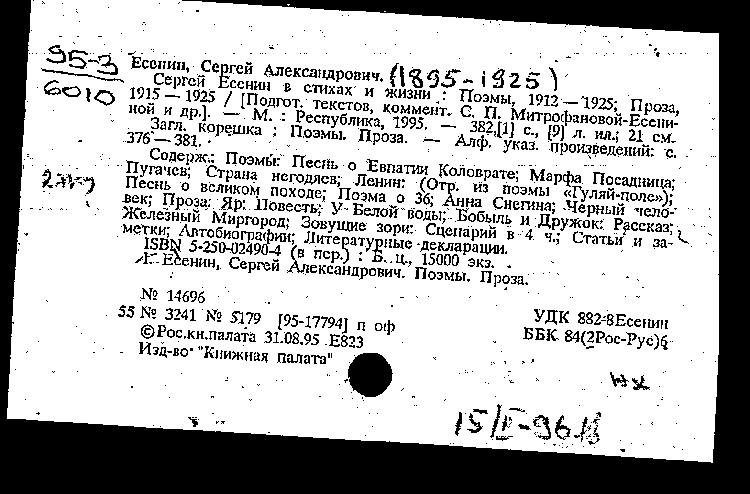 95-3
6010
Есенин, Сергей Александрович. (1895-1925)
Сергей Есенин в стихах и жизни : Поэмы, 1912—1925; Проза,
1915—1925 / [Подгот. текстов, коммент. С. П. Митрофановой-Есени-
ной и др.]. — М. : Республика, 1995. — 382,[1] с., [9] л. ил.; 21 см.
Загл. корешка : Поэмы. Проза. — Алф. указ. произведений: с.
376—381.
Содерж.: Поэмы: Песнь о Евпатии Коловрате; Марфа Посадница;
Пугачев; Страна негодяев; Ленин: (Отр. из поэмы «Гуляй-поле»);
Песнь о великом походе; Поэма о 36; Анна Снегина; Черный чело-
век; Проза: Яр: Повесть; У Белой воды; Бобыль и Дружок: Рассказ;
Железный Миргород; Зовущие зори: Сценарий в 4 ч.; Статьи и за-
метки; Автобиографии; Литературные декларации.
ISBN 5-250-02490-4 (в пер.) : Б. ц., 15000 экз.
I. Есенин, Сергей Александрович. Поэмы. Проза.
№ 14696
55 № 3241 № 5179 [95-17794] п оф
УДК 882-8Есенин
©Рос.кн.палата 31.08.95 Е823
ББК 84(2Рос-Рус)6
Изд-во "Книжная палата"
15/II-96